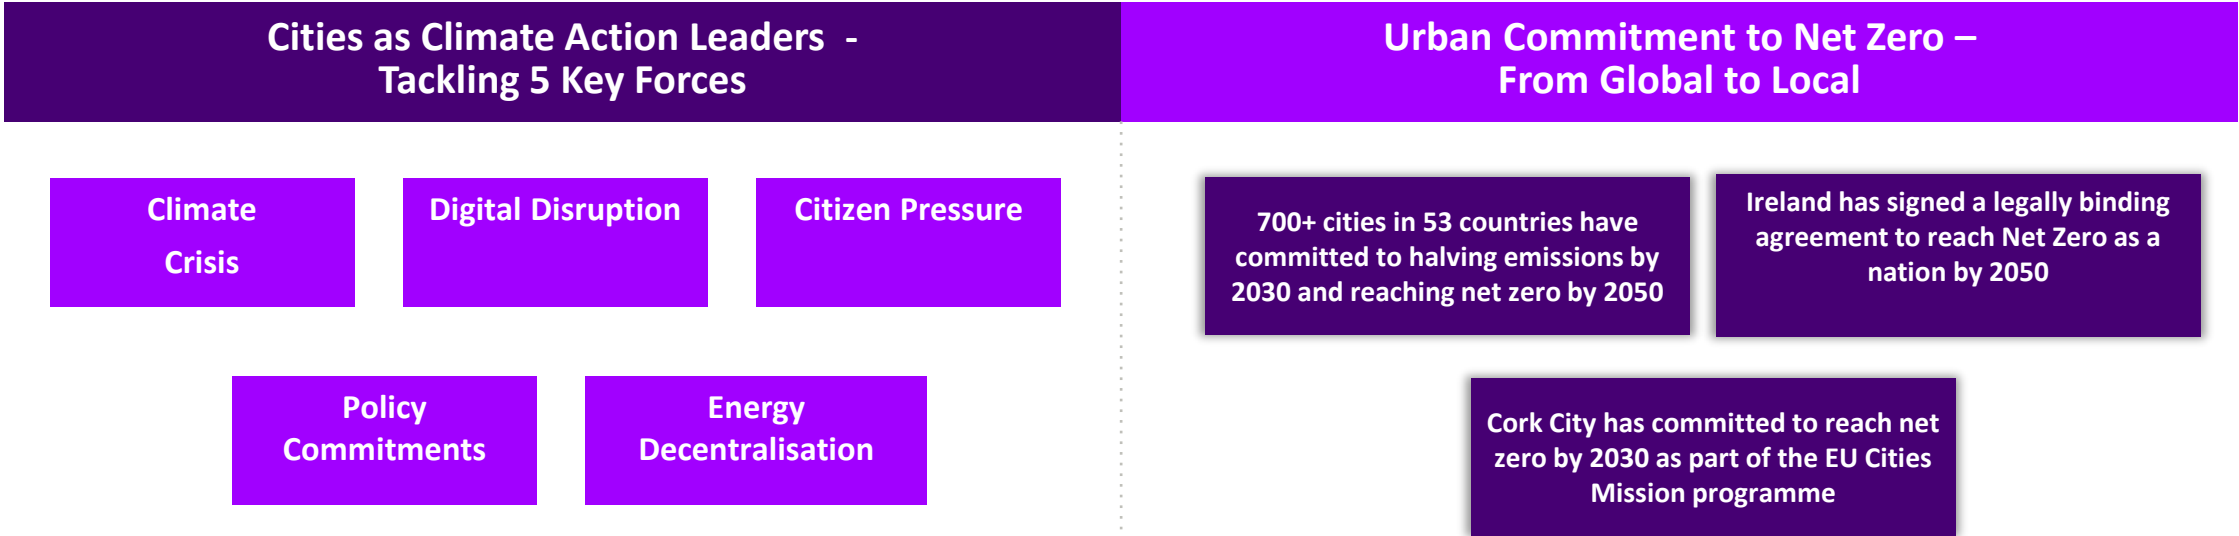 Cities as Climate Action Leaders -
Tackling 5 Key Forces
Climate
Crisis
Digital Disruption
Citizen Pressure
Policy
Commitments
Energy
Decentralisation
Urban Commitment to Net Zero –
From Global to Local
700+ cities in 53 countries have
committed to halving emissions by
2030 and reaching net zero by 2050
Ireland has signed a legally binding
agreement to reach Net Zero as a
nation by 2050
Cork City has committed to reach net
zero by 2030 as part of the EU Cities
Mission programme